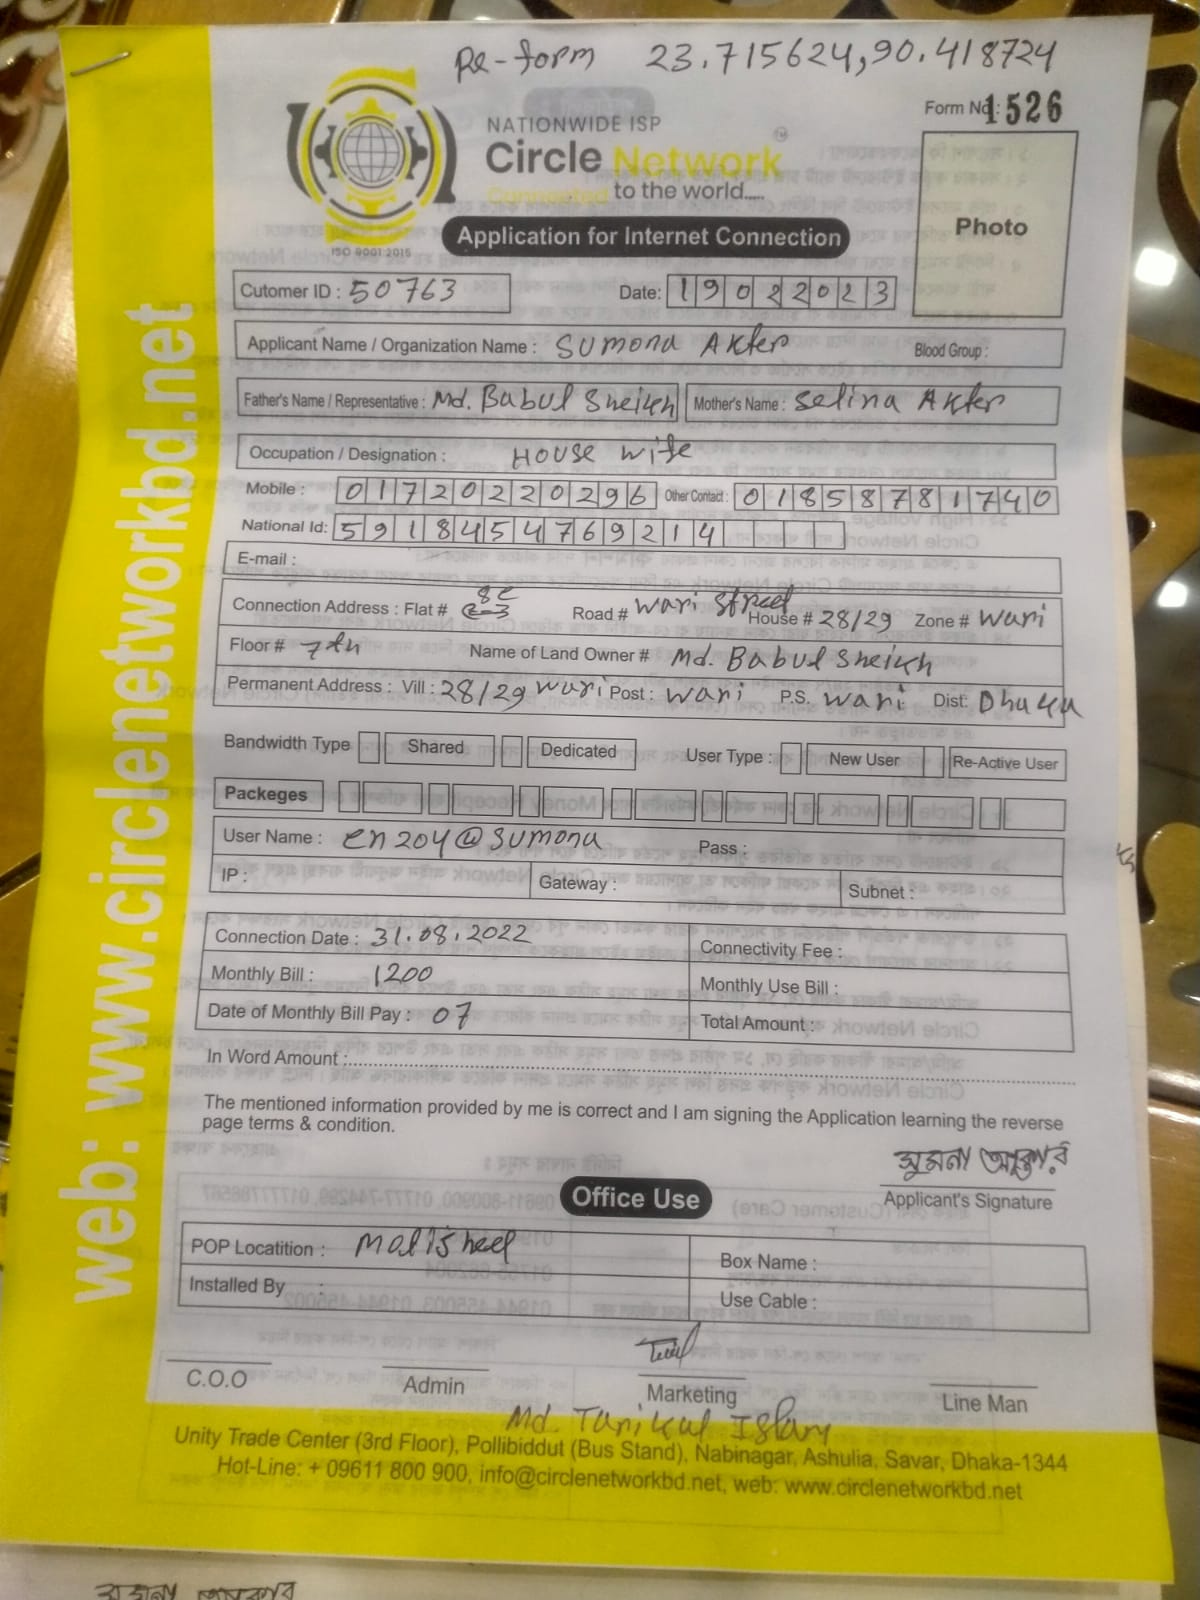 Re-form 23.715624,90.418724
Form No: 1526
NATIONWIDE ISP
Circle Network
Connected to the world.....
ISO 9001:2015
Application for Internet Connection
Photo
Cutomer ID : 50763 Date: 19022023
Applicant Name / Organization Name : Sumona Akter Blood Group :
Father's Name / Representative : Md. Babul Sheikh Mother's Name : Selina Akter
Occupation / Designation : House wife
Mobile : 01720220296 Other Contact : 01858781740
National Id: 5918454769214
E-mail :
Connection Address : Flat # 8C Road # Wari Street House # 28/29 Zone # Wari
Floor # 7th Name of Land Owner # Md. Babul Sheikh
Permanent Address : Vill : 28/29 Wari Post : Wari P.S. Wari Dist: Dhaka
Bandwidth Type Shared Dedicated User Type : New User Re-Active User
Packeges
User Name : en204@sumona Pass :
IP : Gateway : Subnet :
Connection Date : 31.08.2022 Connectivity Fee :
Monthly Bill : 1200 Monthly Use Bill :
Date of Monthly Bill Pay : 07 Total Amount :
In Word Amount :
The mentioned information provided by me is correct and I am signing the Application learning the reverse
page terms & condition.
সুমনা আক্তার
Applicant's Signature
Office Use
POP Locatition : Motijheel Box Name :
Installed By : Use Cable :
C.O.O Admin Marketing Line Man
Md. Tarikul Islam
Unity Trade Center (3rd Floor), Pollibiddut (Bus Stand), Nabinagar, Ashulia, Savar, Dhaka-1344
Hot-Line: + 09611 800 900, info@circlenetworkbd.net, web: www.circlenetworkbd.net
web: www.circlenetworkbd.net